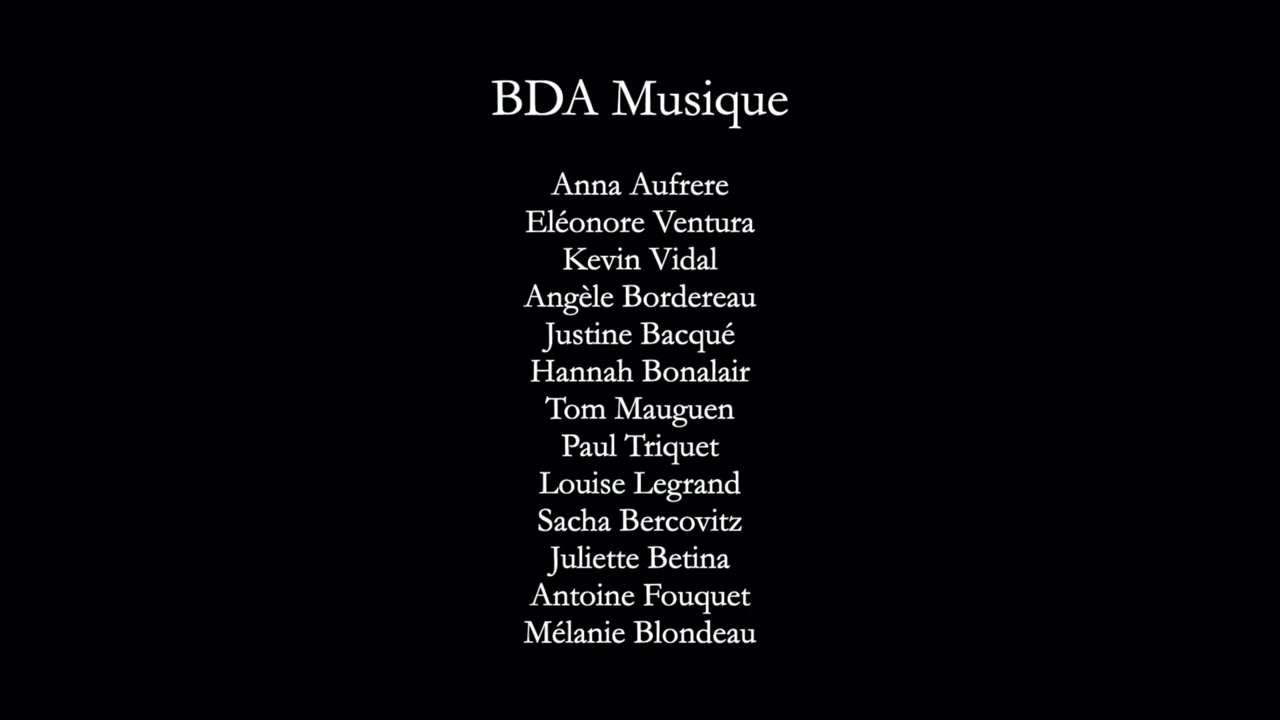 BDA Musique
Anna Aufrere
Eléonore Ventura
Kevin Vidal
Angèle Bordereau
Justine Bacqué
Hannah Bonalair
Tom Mauguen
Paul Triquet
Louise Legrand
Sacha Bercovitz
Juliette Betina
Antoine Fouquet
Mélanie Blondeau